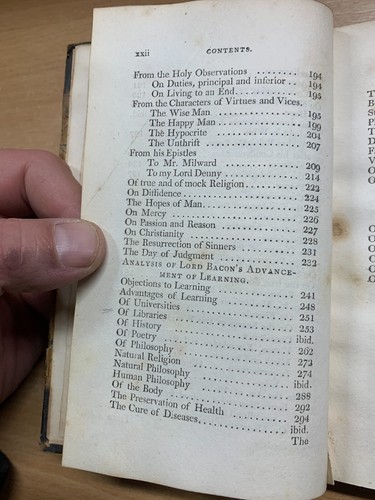 xxii CONTENTS.
From the Holy Observations ........ 194
On Duties, principal and inferior .. 194
On Living to an End............ 195
From the Characters of Virtues and Vices.
The Wise Man .............. 195
The Happy Man ............. 199
The Hypocrite .............. 204
The Unthrift ............... 207
From his Epistles
To Mr. Milward ............. 209
To my Lord Denny ........... 214
Of true and of mock Religion........ 222
On Diffidence .................. 224
The Hopes of Man................ 225
On Mercy .................... 226
On Passion and Reason ........... 227
On Christianity ................ 228
The Resurrection of Sinners ........ 231
The Day of Judgment ............ 232
ANALYSIS OF LORD BACON'S ADVANCE-
MENT OF LEARNING.
Objections to Learning ........... 241
Advantages of Learning .......... 248
Of Universities ................ 251
Of Libraries .................. 253
Of History ................... ibid.
Of Poetry .................... 262
Of Philosophy ................. 273
Natural Religion ............... 274
Natural Philosophy ............. ibid.
Human Philosophy .............. 288
Of the Body .................. 292
The Preservation of Health ........ 294
The Cure of Diseases............. ibid.
The